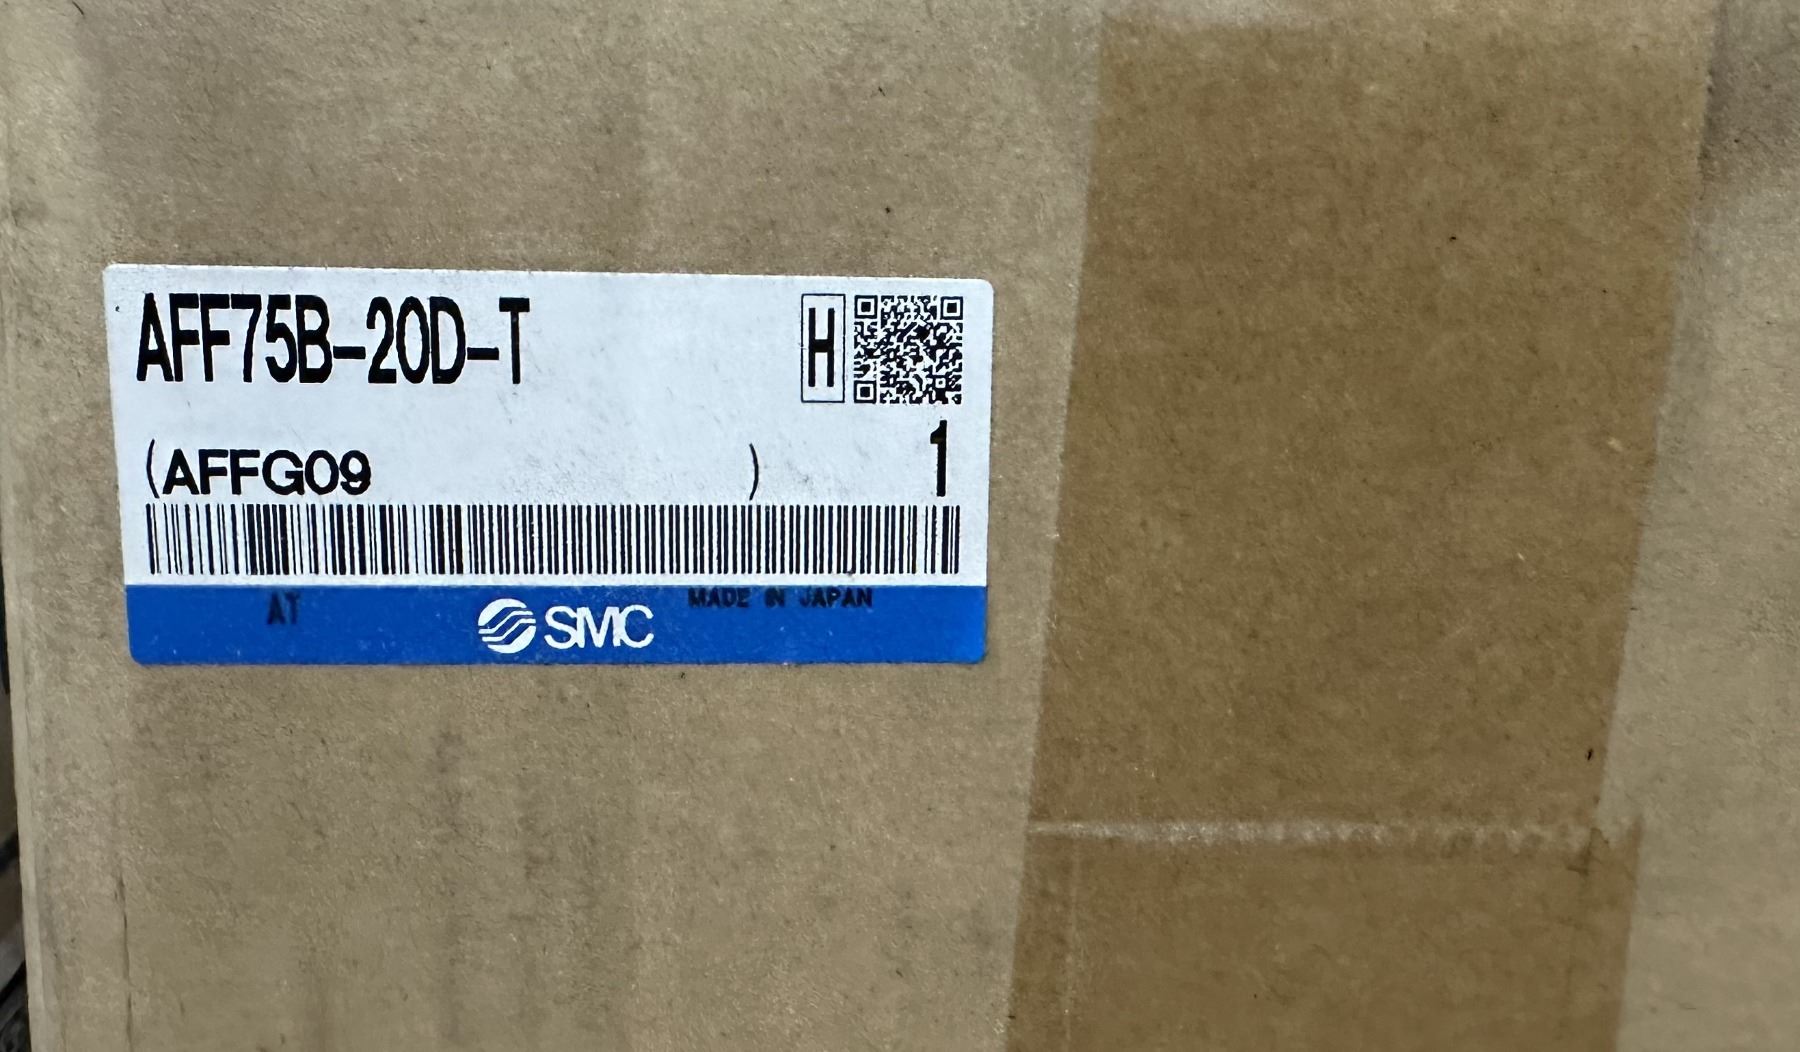 AFF75B-20D-T
H
(AFFG09 )
1
AT
SMC
MADE IN JAPAN